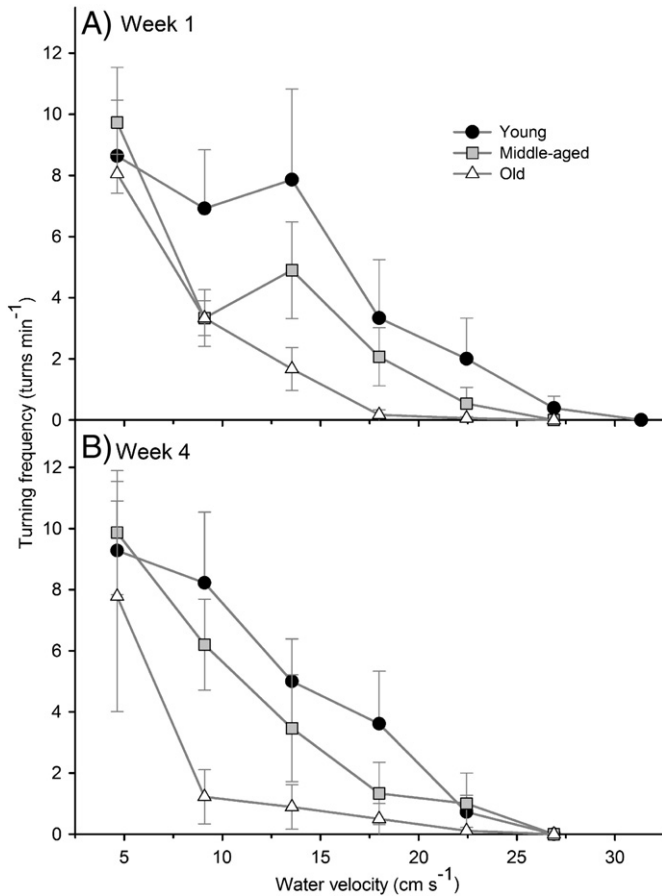 A) Week 1
12
10
8
6
4
2
0
Young
Middle-aged
Old
Turning frequency (turns min⁻¹)
B) Week 4
12
10
8
6
4
2
0
5 10 15 20 25 30
Water velocity (cm s⁻¹)